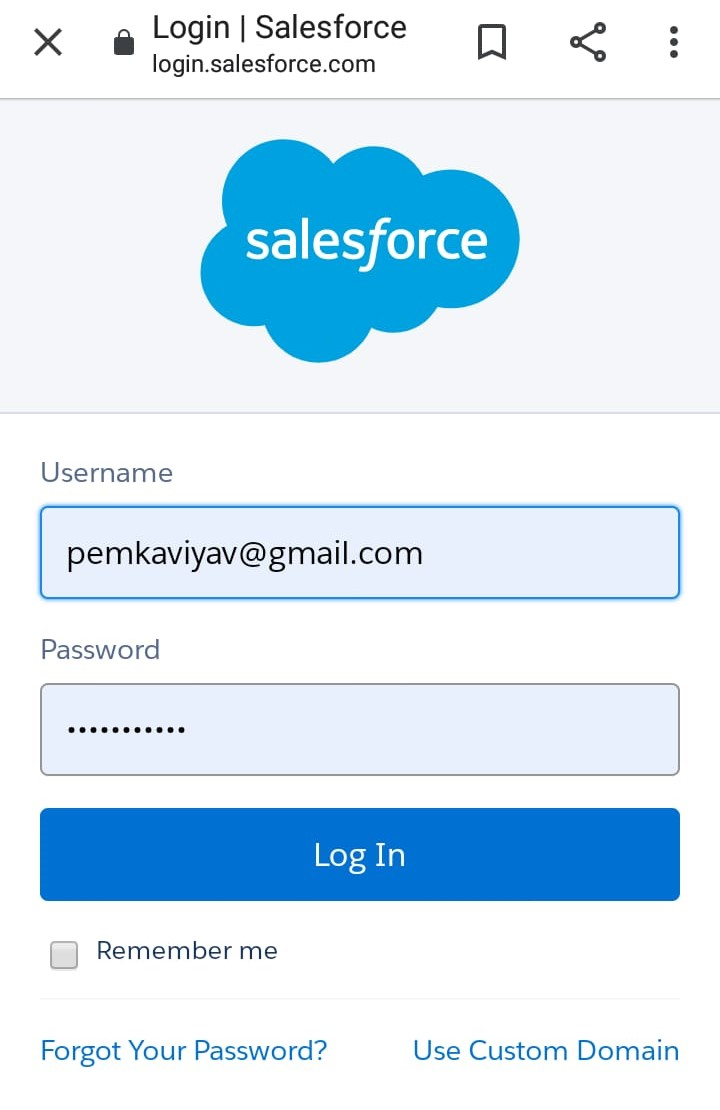 Login | Salesforce
login.salesforce.com
salesforce
Username
pemkaviyav@gmail.com
Password
•••••••••••
Log In
Remember me
Forgot Your Password? Use Custom Domain